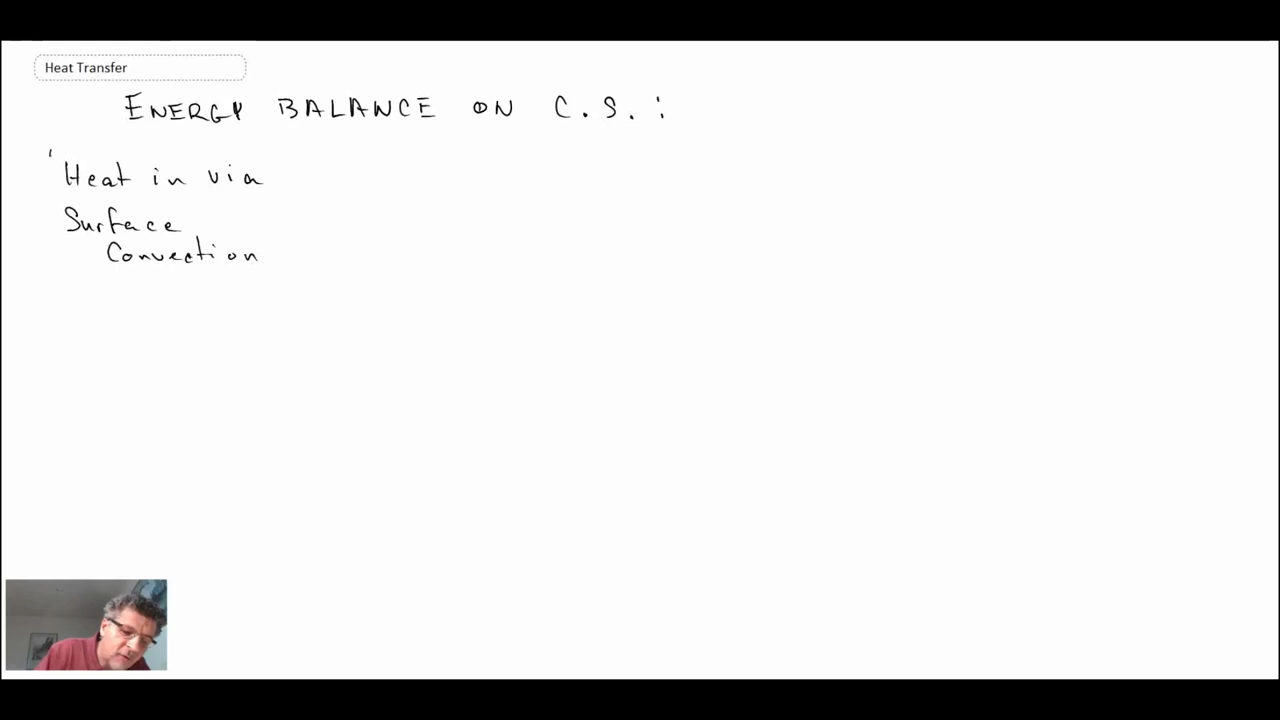 Heat Transfer
ENERGY BALANCE ON C.S.:
Heat in via
Surface
Convection